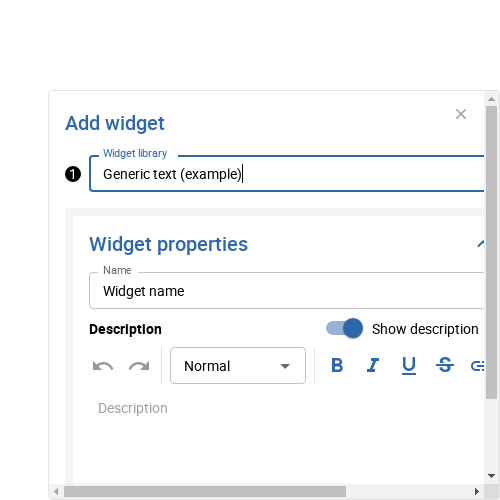 Add widget
Widget library
1 Generic text (example)
Widget properties
Name
Widget name
Description Show description
Normal B I U S
Description